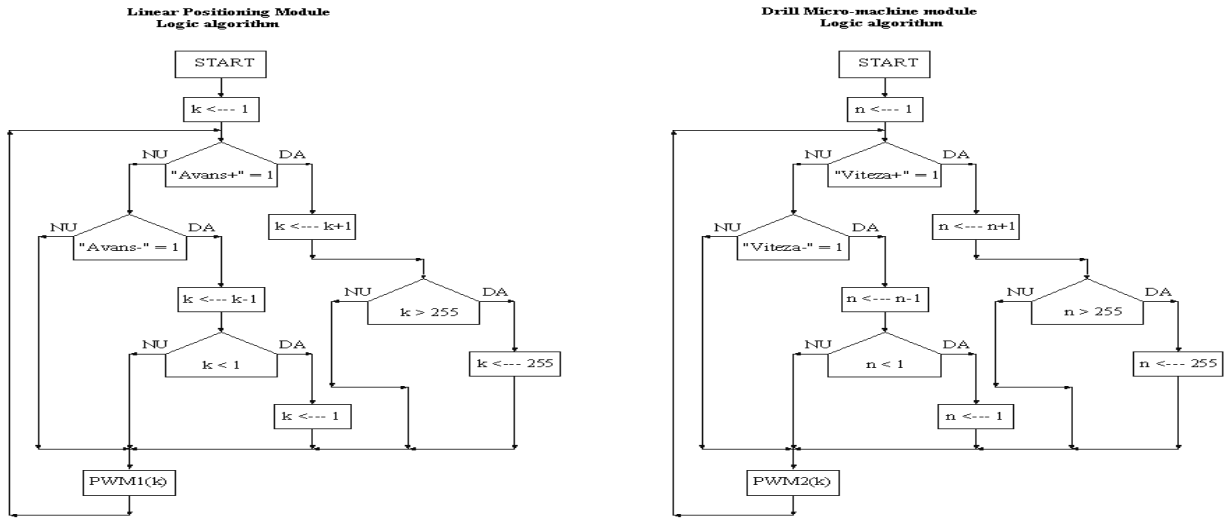 Linear Positioning Module
Logic algorithm
START
k <--- 1
NU
DA
"Avans+" = 1
NU
DA
"Avans-" = 1
k <--- k+1
k <--- k-1
NU
DA
k > 255
NU
DA
k < 1
k <--- 255
k <--- 1
PWM1(k)
Drill Micro-machine module
Logic algorithm
START
n <--- 1
NU
DA
"Viteza+" = 1
NU
DA
"Viteza-" = 1
n <--- n+1
n <--- n-1
NU
DA
n > 255
NU
DA
n < 1
n <--- 255
n <--- 1
PWM2(k)